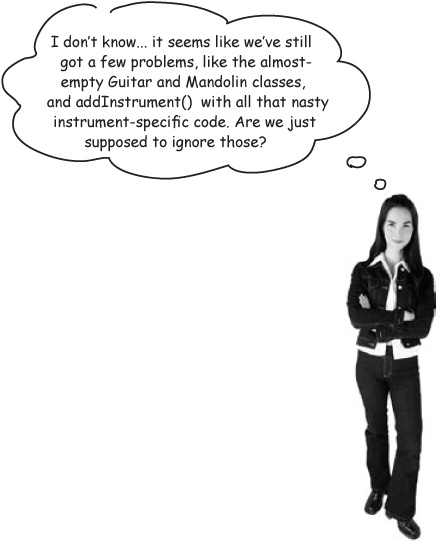 I don't know... it seems like we've still
got a few problems, like the almost-
empty Guitar and Mandolin classes,
and addInstrument() with all that nasty
instrument-specific code. Are we just
supposed to ignore those?